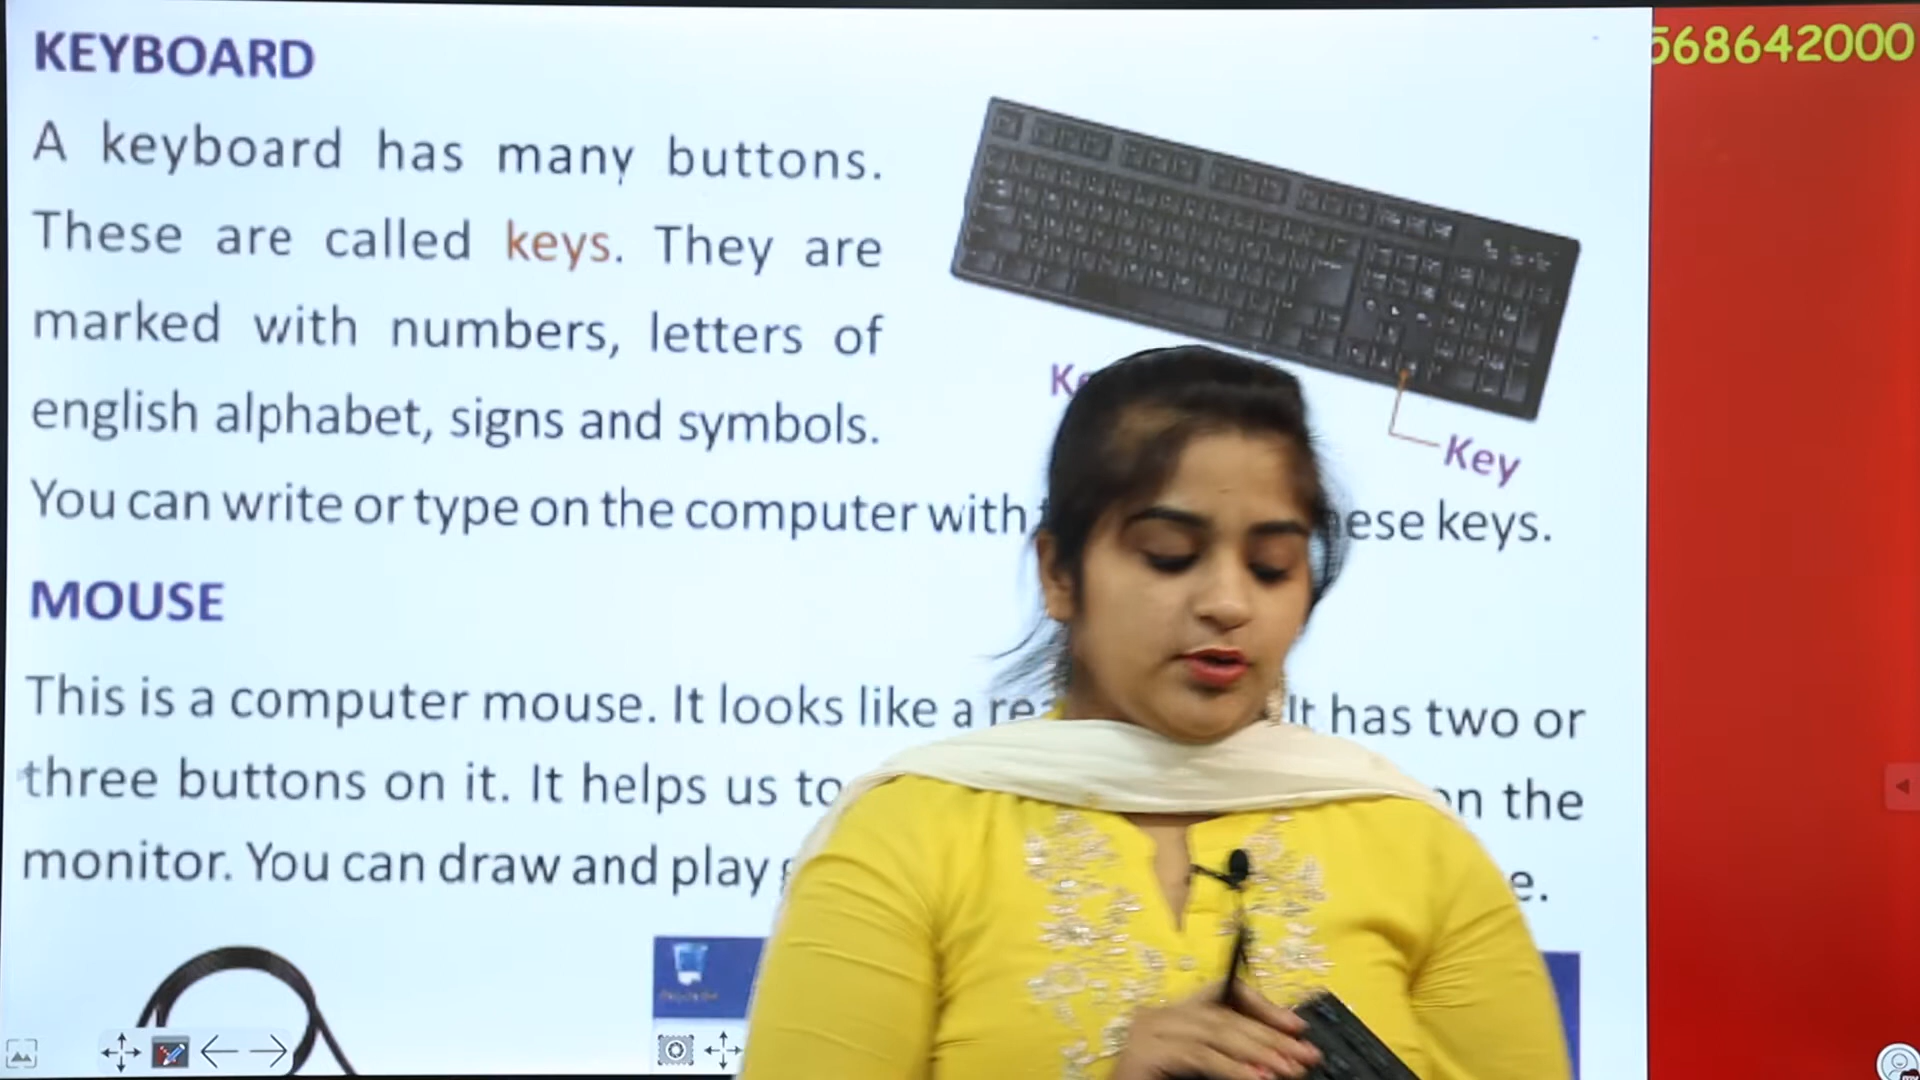 KEYBOARD
568642000
A keyboard has many buttons.
These are called keys. They are
marked with numbers, letters of
english alphabet, signs and symbols.
Key
You can write or type on the computer with ese keys.
MOUSE
This is a computer mouse. It looks like a It has two or
three buttons on it. It helps us to on the
monitor. You can draw and play